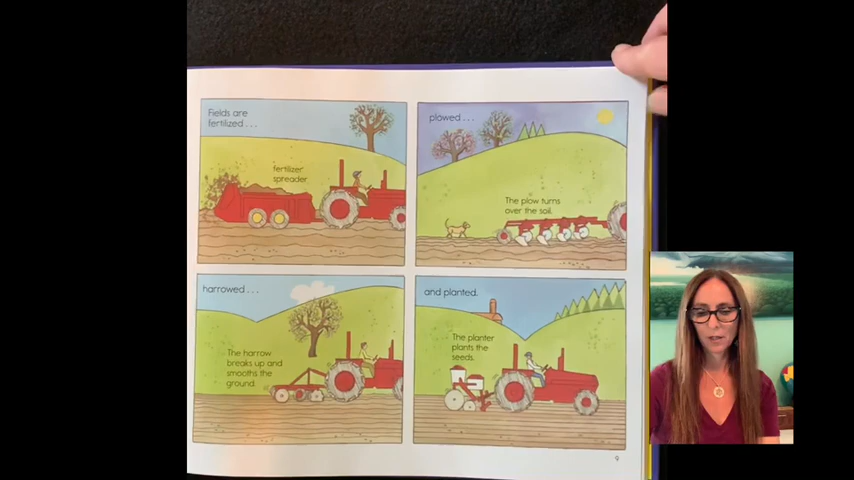 Fields are
fertilized . . .
fertilizer
spreader
plowed . . .
The plow turns
over the soil.
harrowed . . .
The harrow
breaks up and
smooths the
ground.
and planted.
The planter
plants the
seeds.
9